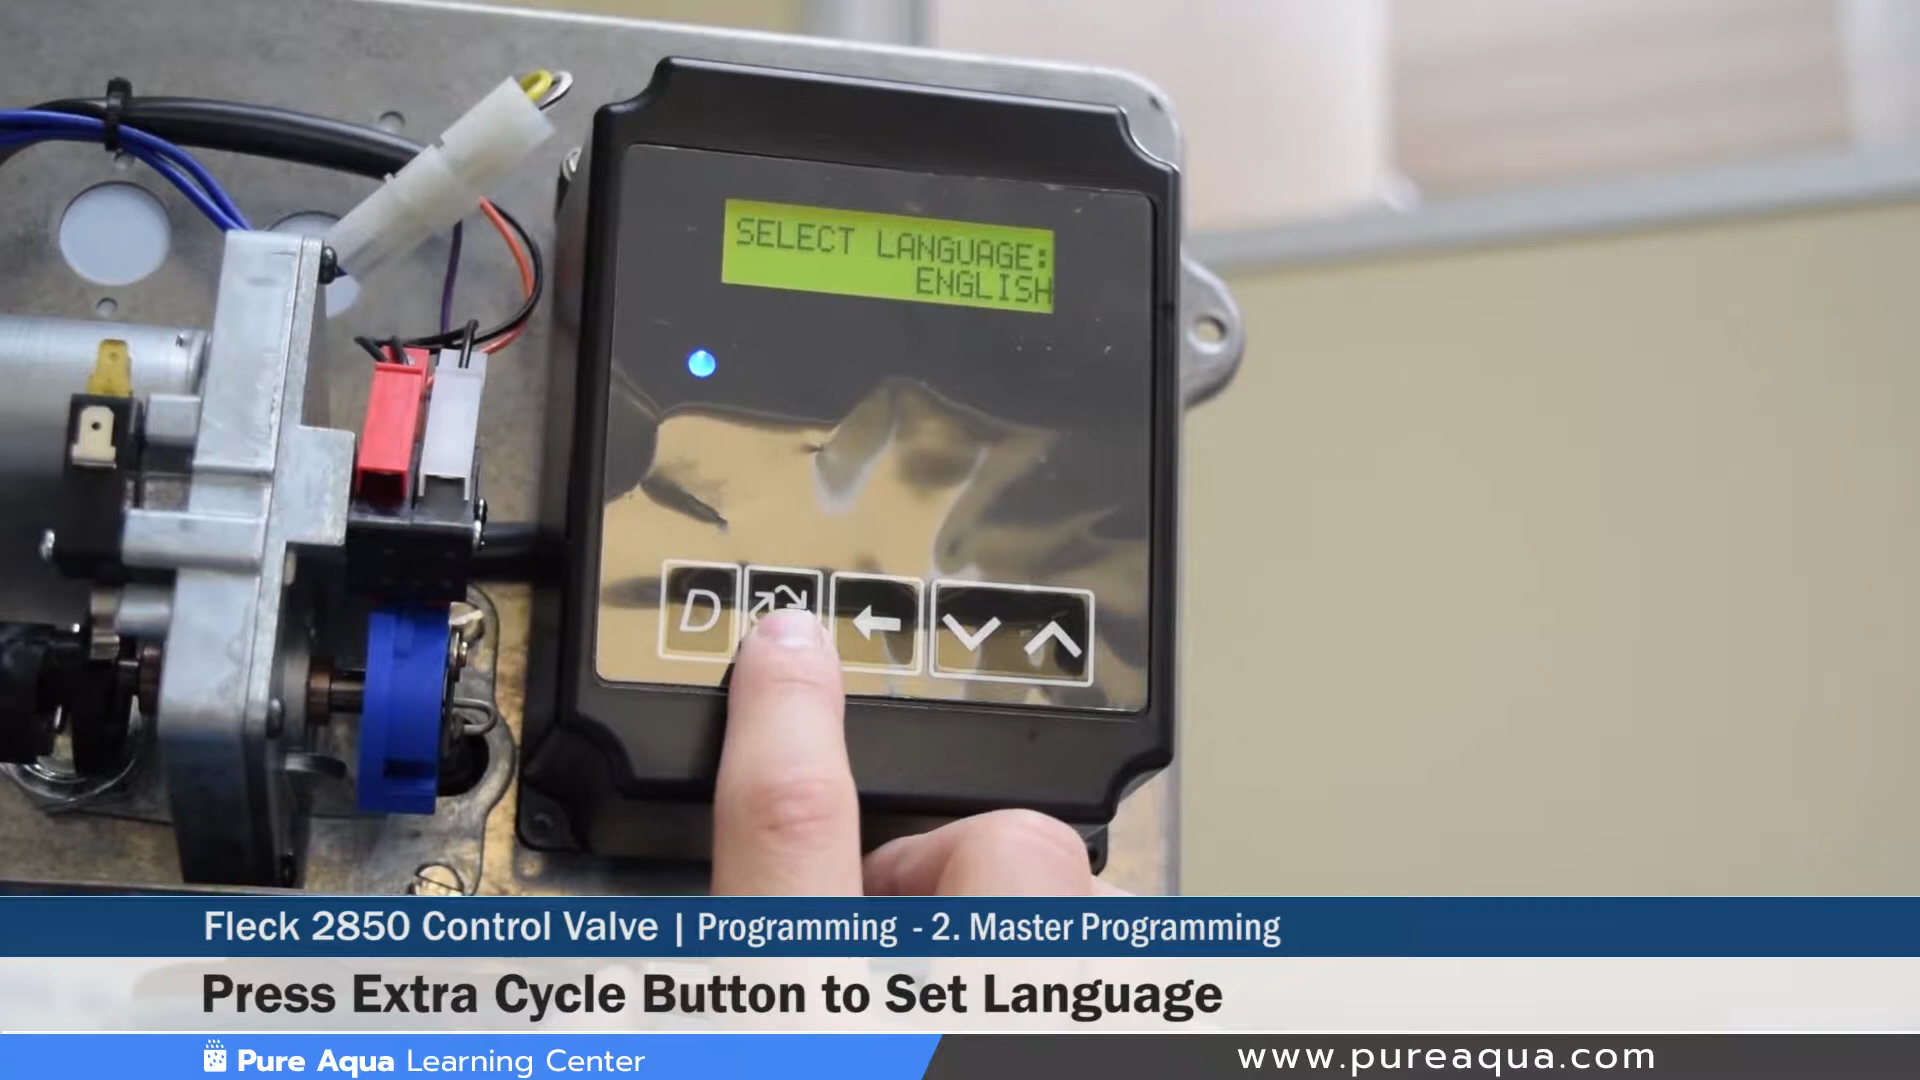 SELECT LANGUAGE:
ENGLISH
D
Fleck 2850 Control Valve | Programming - 2. Master Programming
Press Extra Cycle Button to Set Language
Pure Aqua Learning Center
www.pureaqua.com